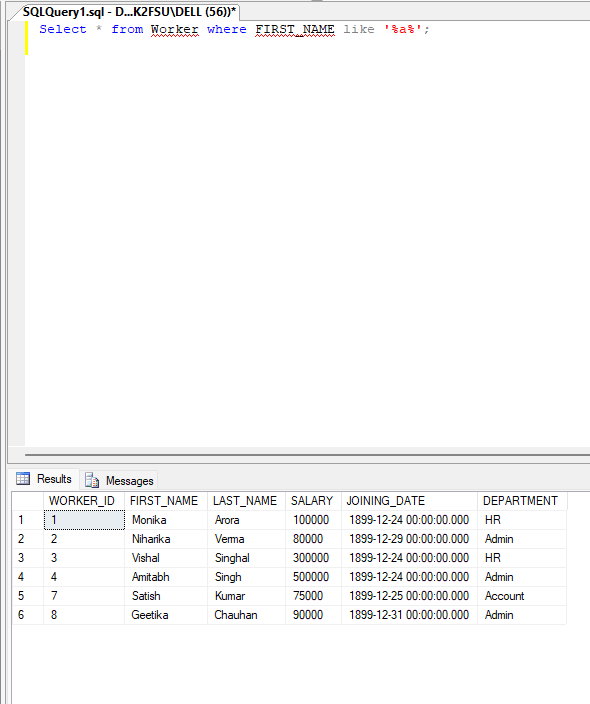 SQLQuery1.sql - D...K2FSU\DELL (56))*
Select * from Worker where FIRST_NAME like '%a%';
Results Messages
WORKER_ID FIRST_NAME LAST_NAME SALARY JOINING_DATE DEPARTMENT
1 1 Monika Arora 100000 1899-12-24 00:00:00.000 HR
2 2 Niharika Verma 80000 1899-12-29 00:00:00.000 Admin
3 3 Vishal Singhal 300000 1899-12-24 00:00:00.000 HR
4 4 Amitabh Singh 500000 1899-12-24 00:00:00.000 Admin
5 7 Satish Kumar 75000 1899-12-25 00:00:00.000 Account
6 8 Geetika Chauhan 90000 1899-12-31 00:00:00.000 Admin